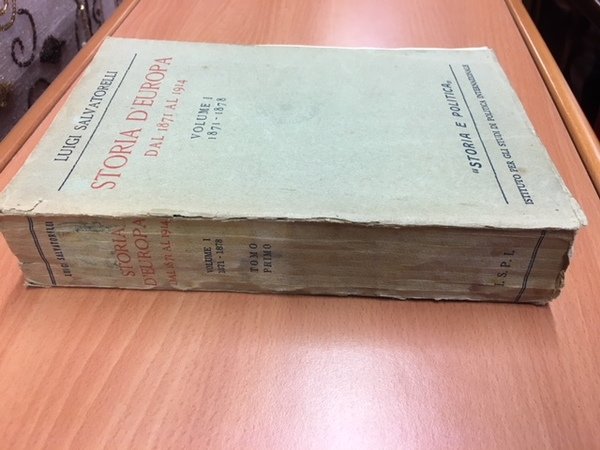 LUIGI SALVATORELLI
STORIA D'EUROPA
DAL 1871 AL 1914
VOLUME I
1871-1878
"STORIA E POLITICA„
ISTITUTO PER GLI STUDI DI POLITICA INTERNAZIONALE
LUIGI SALVATORELLI
STORIA
D'EUROPA
DAL 1871 AL 1914
VOLUME I
1871-1878
TOMO
PRIMO
I. S. P. I.